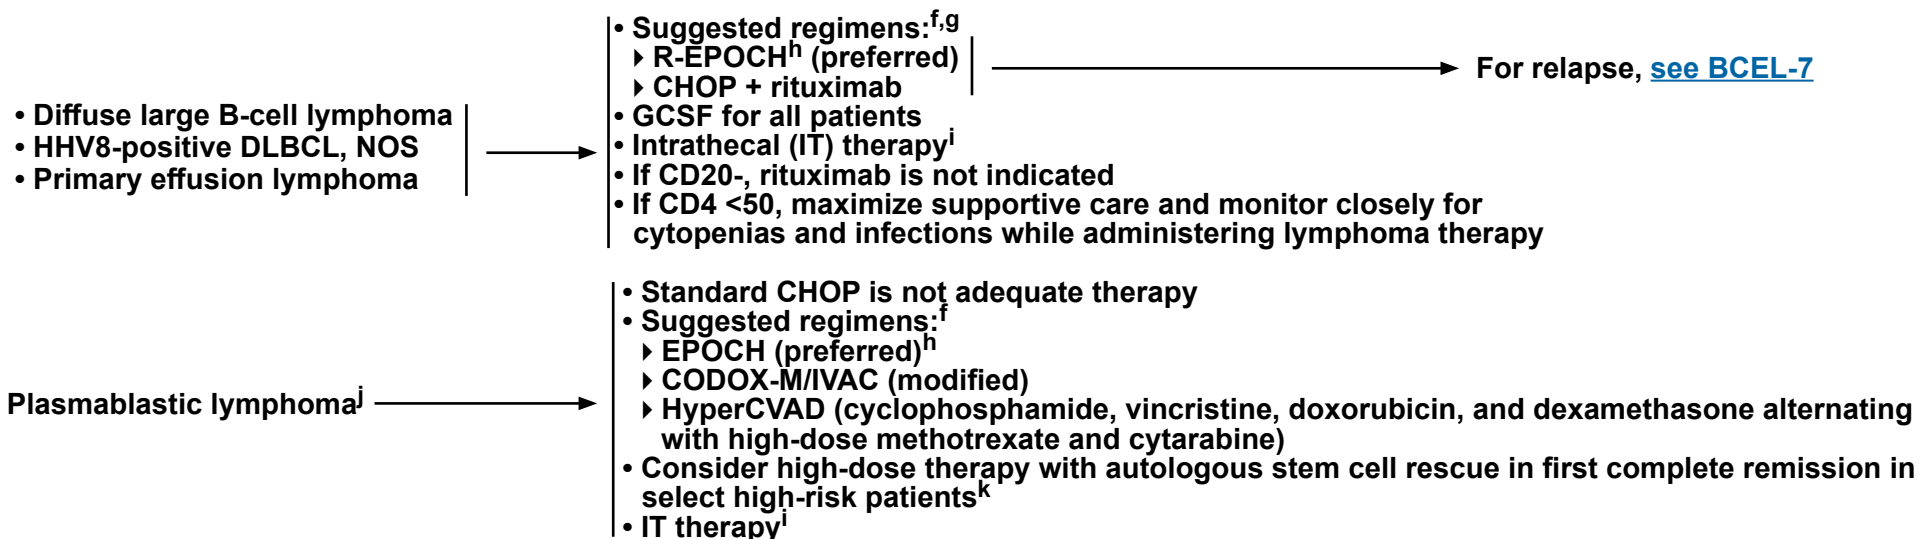 • Diffuse large B-cell lymphoma
• HHV8-positive DLBCL, NOS
• Primary effusion lymphoma
• Suggested regimens:f,g
▸ R-EPOCHh (preferred)
▸ CHOP + rituximab
• GCSF for all patients
• Intrathecal (IT) therapyi
• If CD20-, rituximab is not indicated
• If CD4 <50, maximize supportive care and monitor closely for
cytopenias and infections while administering lymphoma therapy
For relapse, see BCEL-7
Plasmablastic lymphomaj
• Standard CHOP is not adequate therapy
• Suggested regimens:f
▸ EPOCH (preferred)h
▸ CODOX-M/IVAC (modified)
▸ HyperCVAD (cyclophosphamide, vincristine, doxorubicin, and dexamethasone alternating
with high-dose methotrexate and cytarabine)
• Consider high-dose therapy with autologous stem cell rescue in first complete remission in
select high-risk patientsk
• IT therapyi